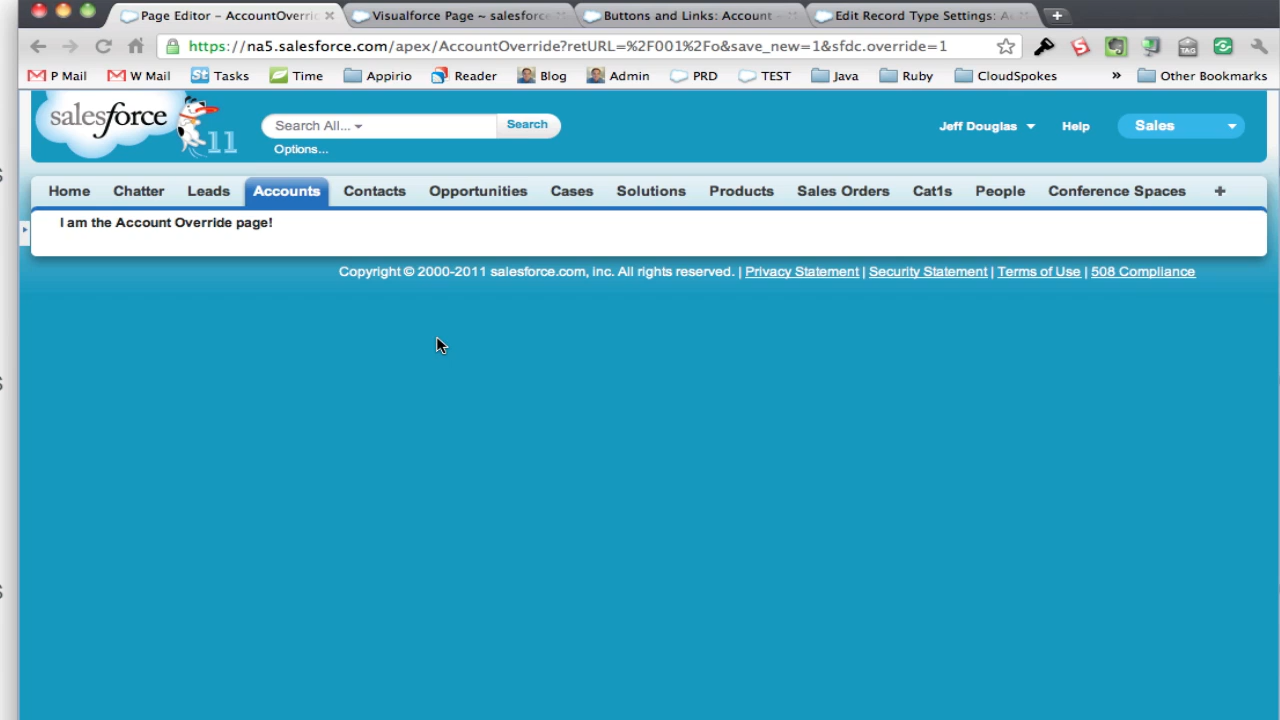 Page Editor – AccountOverric
Visualforce Page ~ salesforce
Buttons and Links: Account
Edit Record Type Settings: A
https://na5.salesforce.com/apex/AccountOverride?retURL=%2F001%2Fo&save_new=1&sfdc.override=1
P Mail W Mail St Tasks Time Appirio Reader Blog Admin PRD TEST Java Ruby CloudSpokes » Other Bookmarks
salesforce 11
Search All... Search
Options...
Jeff Douglas Help Sales
Home Chatter Leads Accounts Contacts Opportunities Cases Solutions Products Sales Orders Cat1s People Conference Spaces +
I am the Account Override page!
Copyright © 2000-2011 salesforce.com, inc. All rights reserved. | Privacy Statement | Security Statement | Terms of Use | 508 Compliance